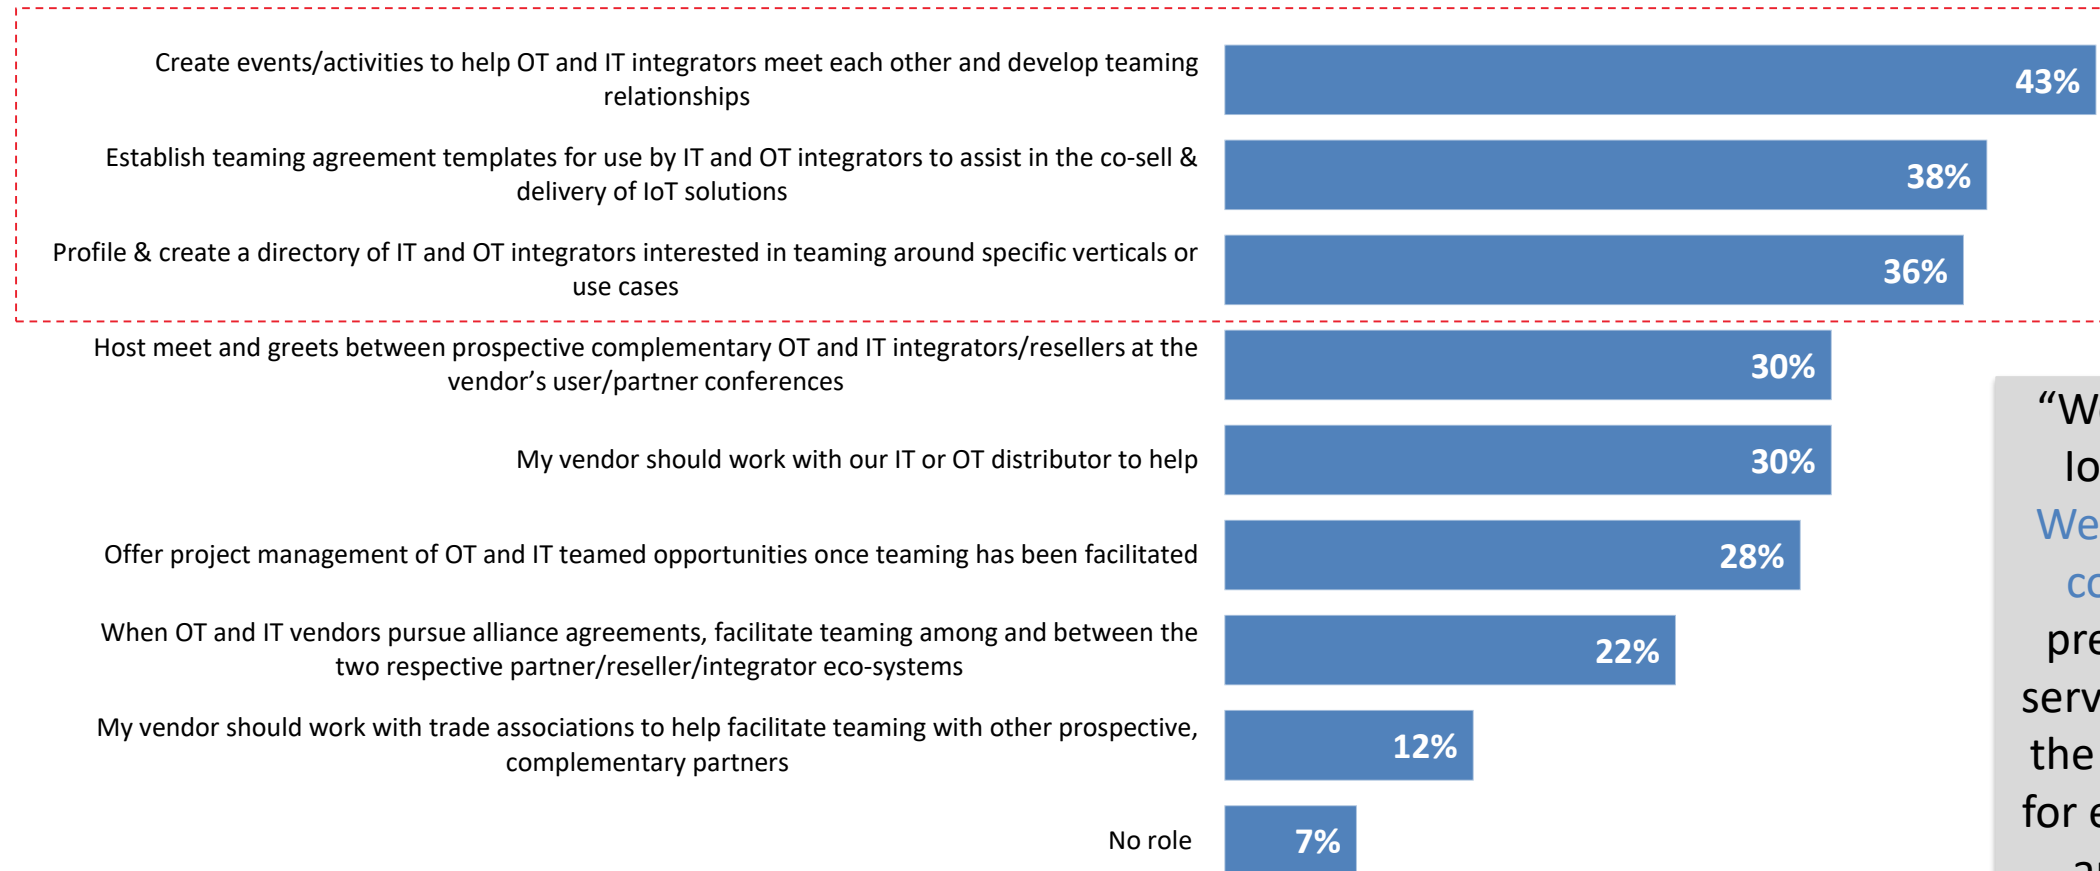 Create events/activities to help OT and IT integrators meet each other and develop teaming
relationships
43%
Establish teaming agreement templates for use by IT and OT integrators to assist in the co-sell &
delivery of IoT solutions
38%
Profile & create a directory of IT and OT integrators interested in teaming around specific verticals or
use cases
36%
Host meet and greets between prospective complementary OT and IT integrators/resellers at the
vendor’s user/partner conferences
30%
My vendor should work with our IT or OT distributor to help
30%
Offer project management of OT and IT teamed opportunities once teaming has been facilitated
28%
When OT and IT vendors pursue alliance agreements, facilitate teaming among and between the
two respective partner/reseller/integrator eco-systems
22%
My vendor should work with trade associations to help facilitate teaming with other prospective,
complementary partners
12%
No role
7%
We
the
for